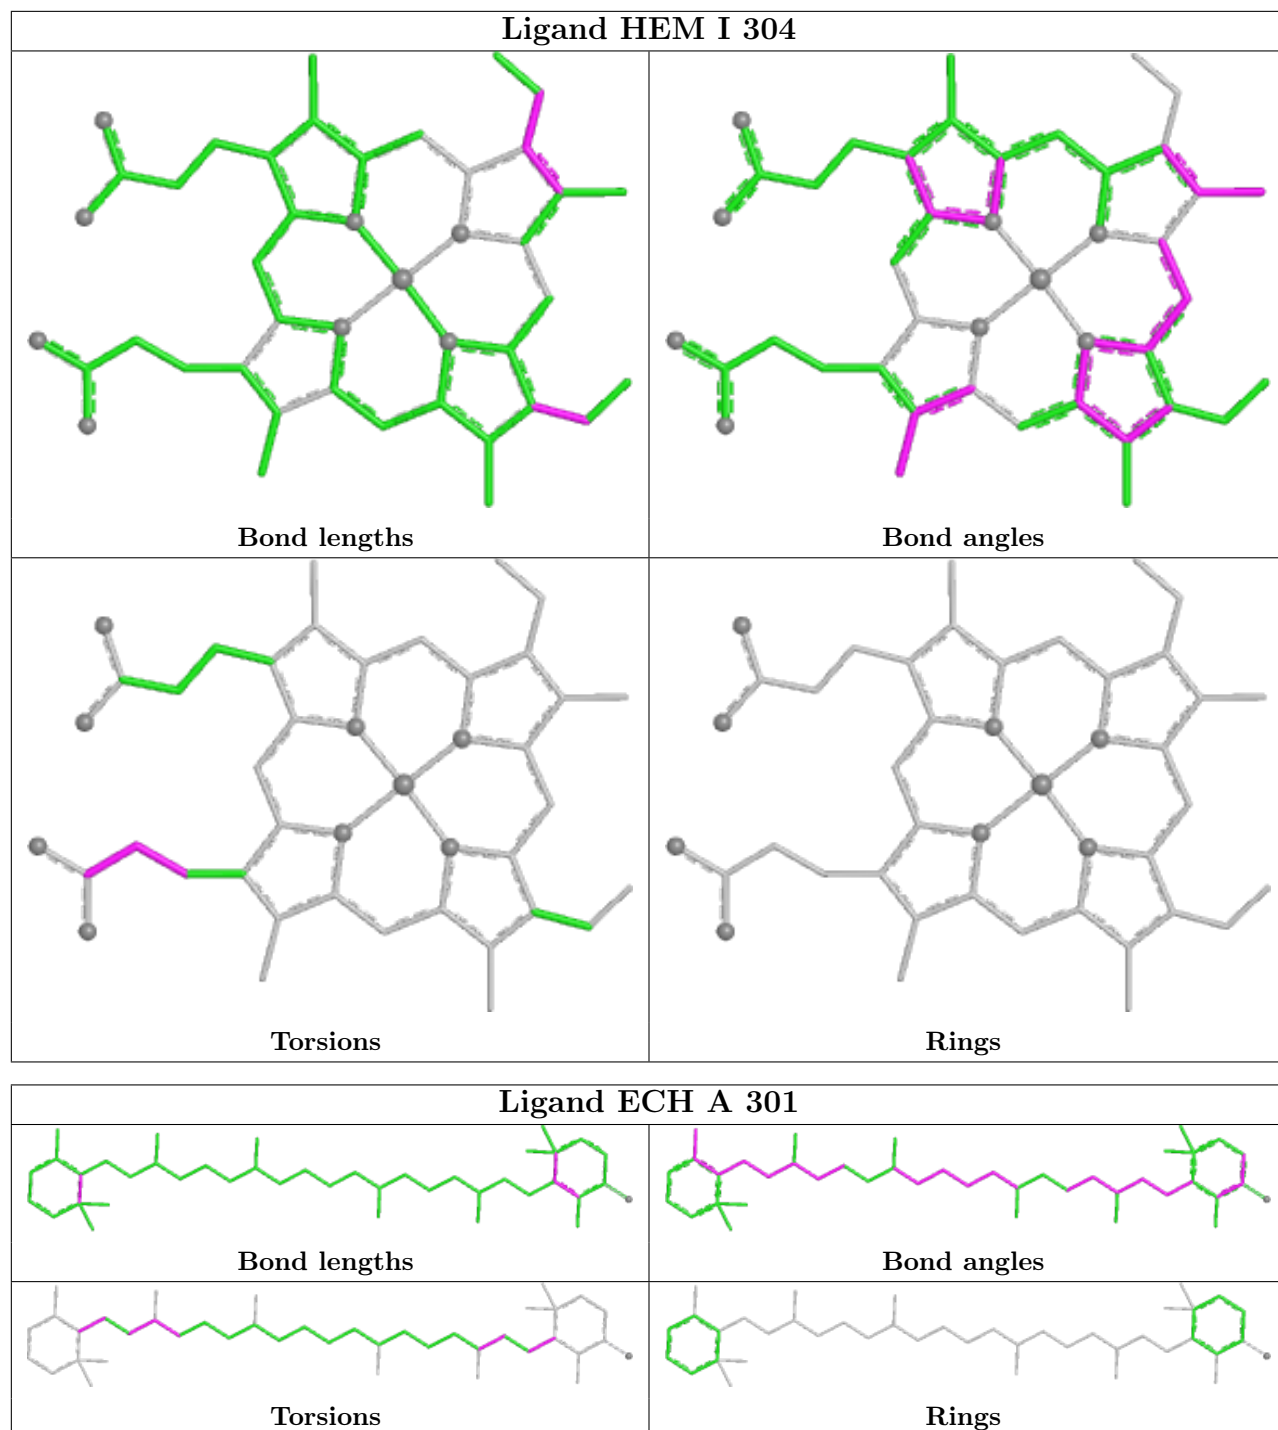 Ligand HEM I 304
Bond lengths
Bond angles
Torsions
Rings
Ligand ECH A 301
Bond lengths
Bond angles
Torsions
Rings